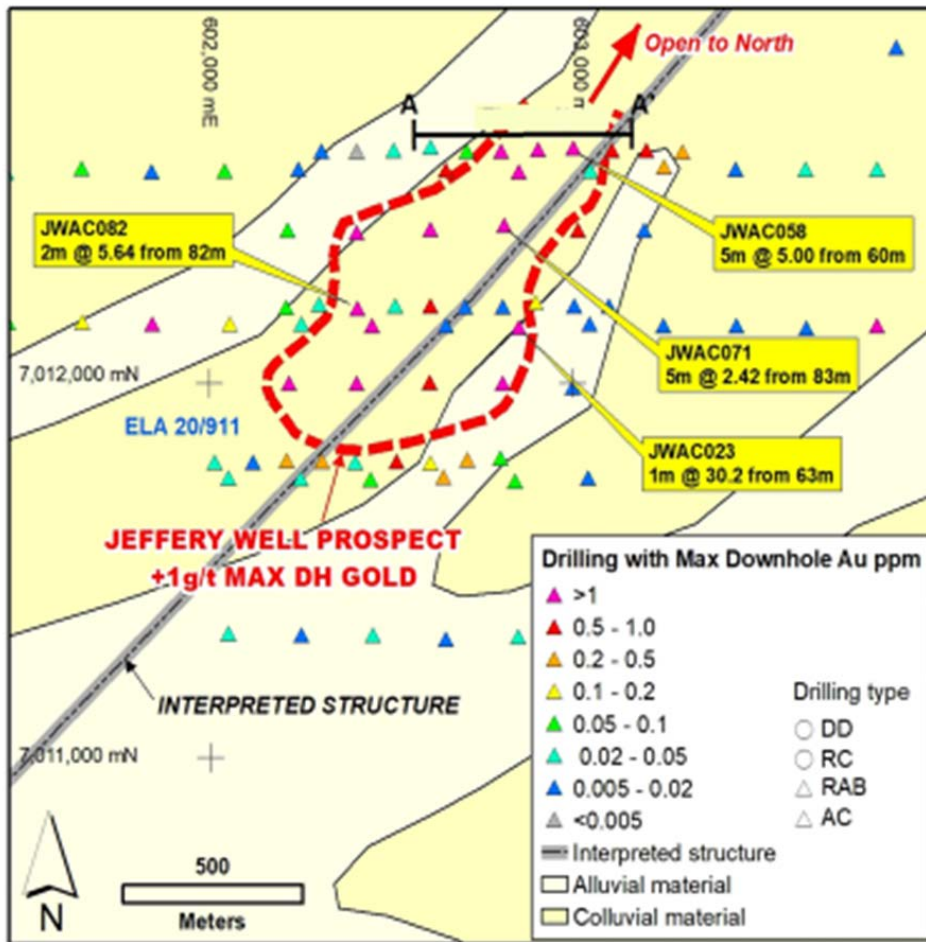 602,000 mE
603,000 m
Open to North
A
A'
JWAC082
2m @ 5.64 from 82m
JWAC058
5m @ 5.00 from 60m
7,012,000 mN
JWAC071
5m @ 2.42 from 83m
ELA 20/911
JWAC023
1m @ 30.2 from 63m
JEFFERY WELL PROSPECT
+1g/t MAX DH GOLD
INTERPRETED STRUCTURE
7,011,000 mN
500
Meters
N
Drilling with Max Downhole Au ppm
>1
0.5 - 1.0
0.2 - 0.5
0.1 - 0.2
0.05 - 0.1
0.02 - 0.05
0.005 - 0.02
<0.005
Interpreted structure
Alluvial material
Colluvial material
Drilling type
DD
RC
RAB
AC